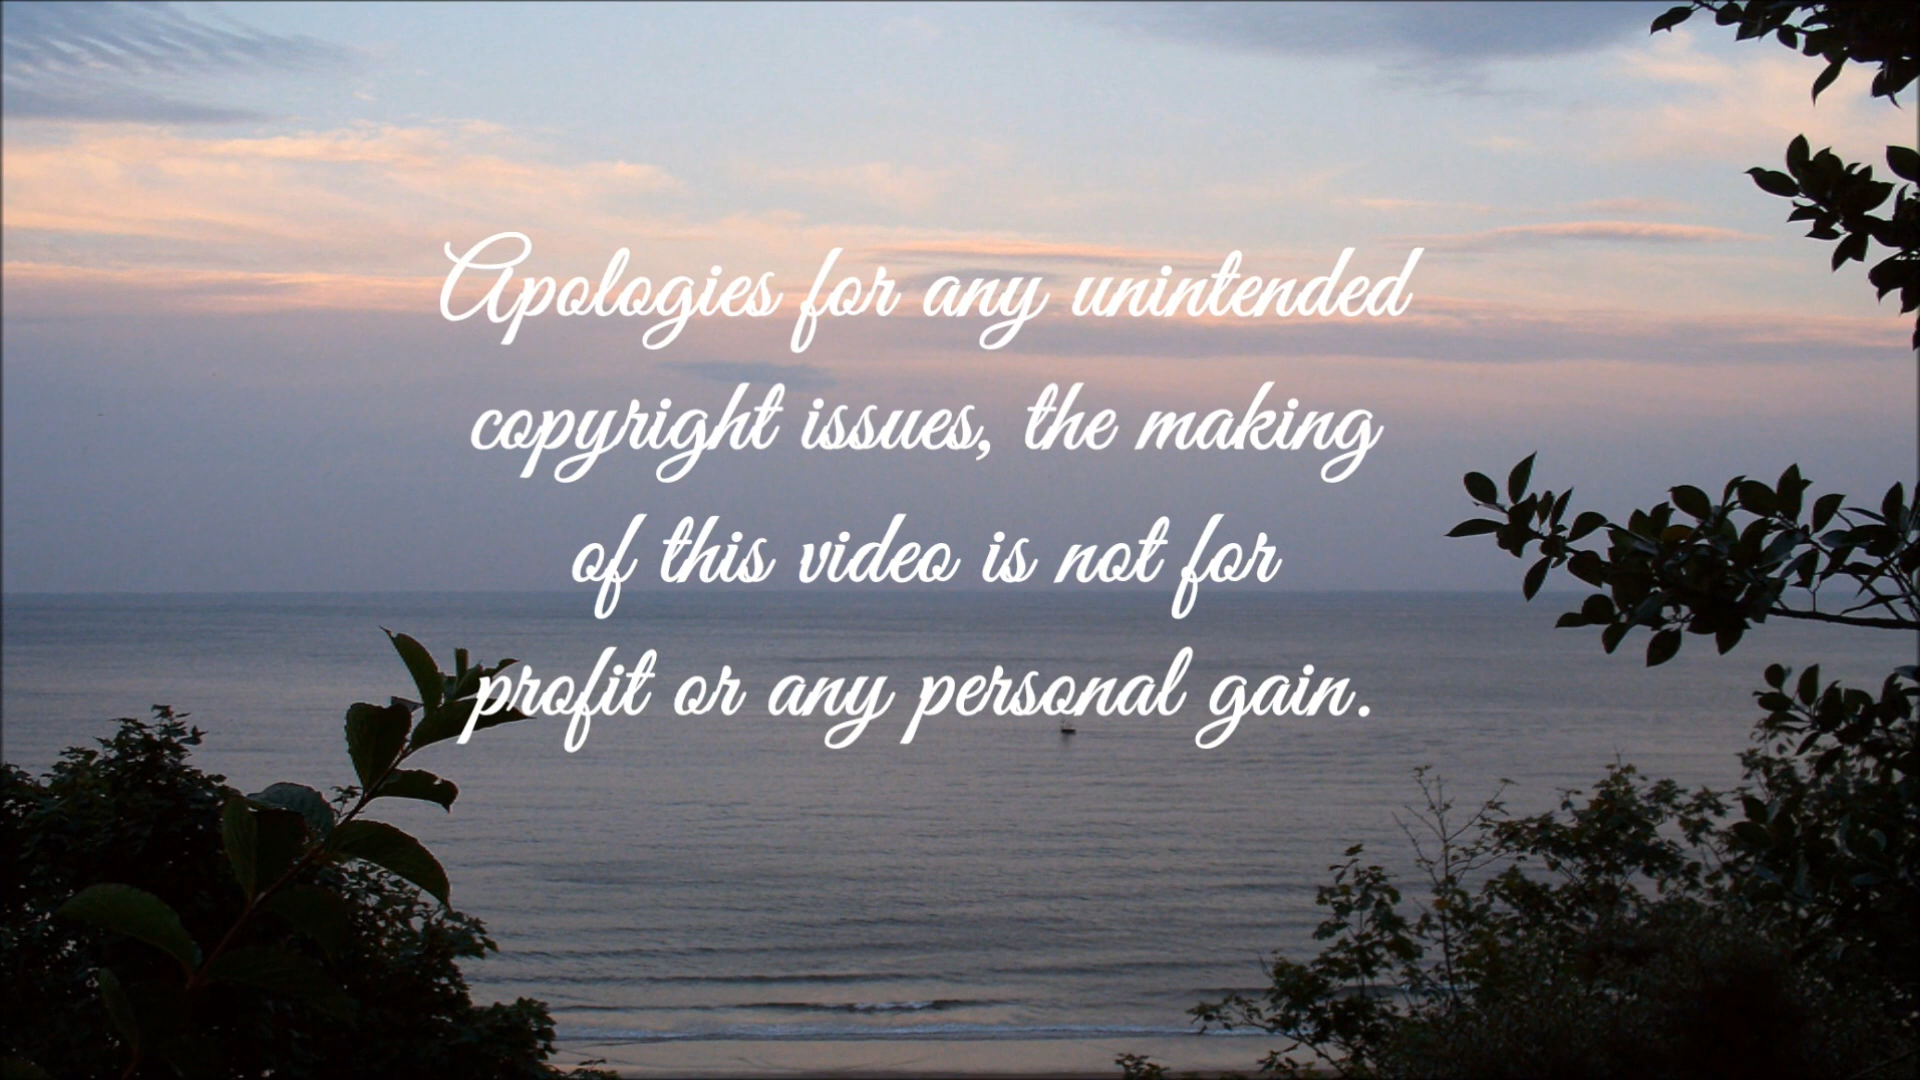 Apologies for any unintended
copyright issues, the making
of this video is not for
profit or any personal gain.